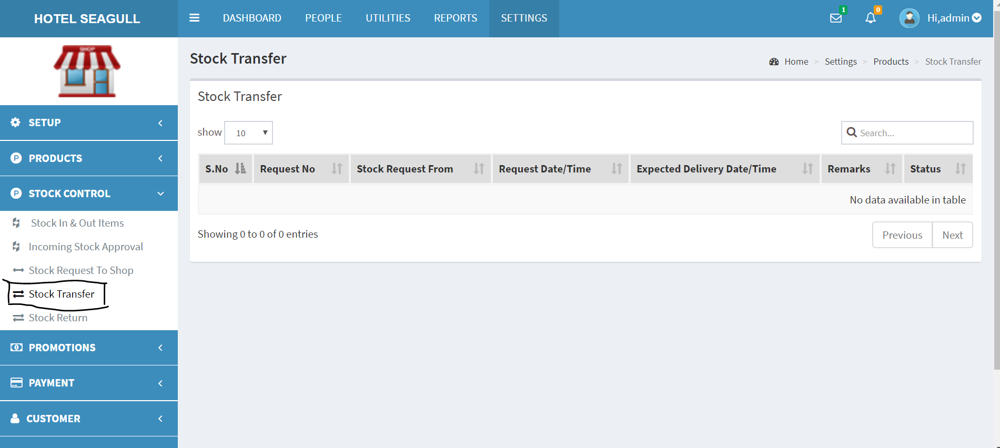 HOTEL SEAGULL
DASHBOARD PEOPLE UTILITIES REPORTS SETTINGS 1 0 Hi,admin
SHOP
Stock Transfer
Home > Settings > Products > Stock Transfer
Stock Transfer
show 10 Search...
S.No Request No Stock Request From Request Date/Time Expected Delivery Date/Time Remarks Status
No data available in table
Showing 0 to 0 of 0 entries
Previous Next
SETUP
P PRODUCTS
P STOCK CONTROL
Stock In & Out Items
Incoming Stock Approval
Stock Request To Shop
Stock Transfer
Stock Return
PROMOTIONS
PAYMENT
CUSTOMER